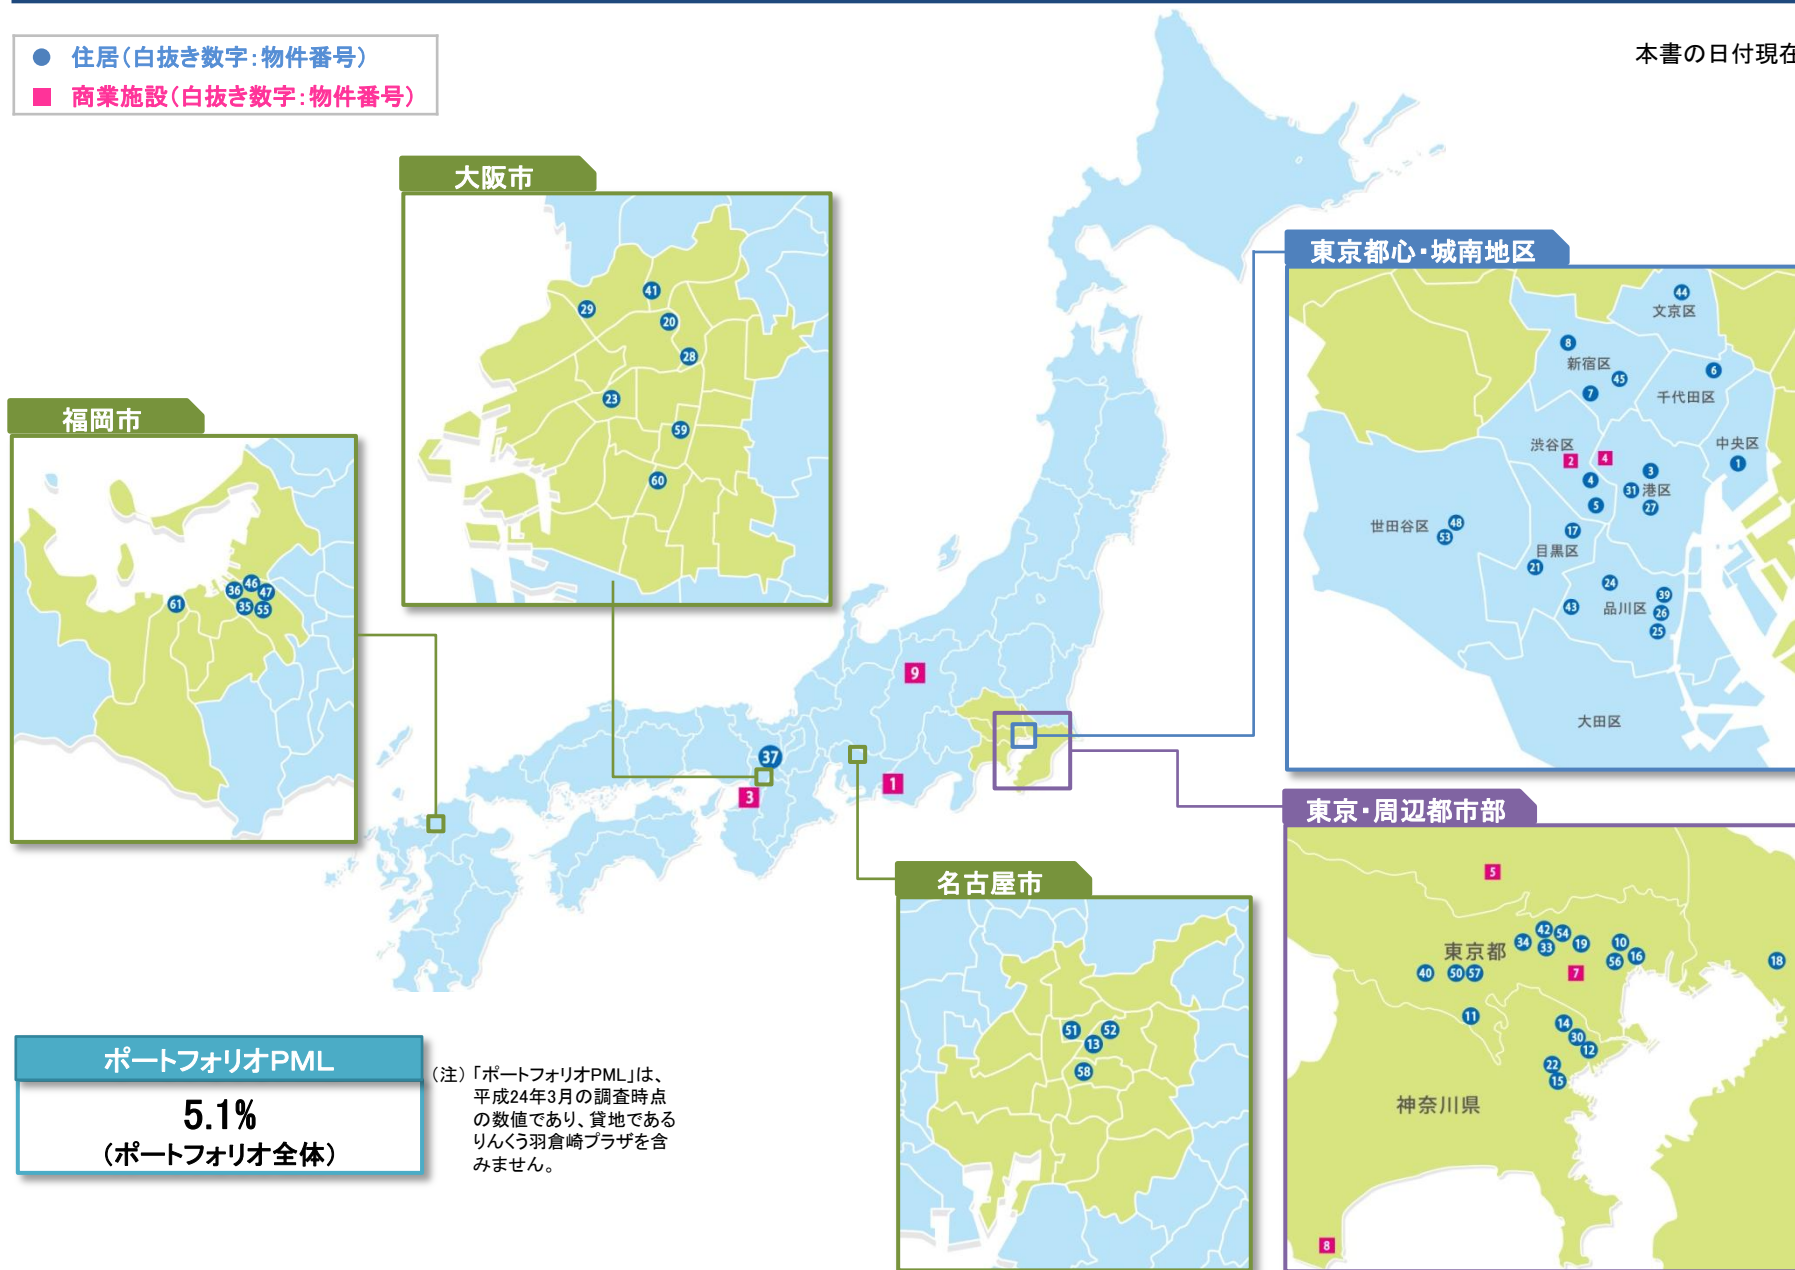 住居(白抜き数字:物件番号)
商業施設(白抜き数字:物件番号)
本書の日付現在
大阪市
41
29
20
28
23
59
60
福岡市
46
36
47
61
35
55
東京都心・城南地区
44
文京区
8
新宿区
45
6
7
千代田区
渋谷区
中央区
2
4
3
1
4
31
港区
5
27
世田谷区
48
53
17
目黒区
21
24
39
43
品川区
26
25
大田区
9
37
3
1
東京・周辺都市部
5
42
54
34
33
19
10
東京都
56
16
18
40
50
57
7
11
14
30
12
22
15
神奈川県
8
名古屋市
51
52
13
58
ポートフォリオPML
5.1%
(ポートフォリオ全体)
(注)「ポートフォリオPML」は、
平成24年3月の調査時点
の数値であり、貸地である
りんくう羽倉崎プラザを含
みません。